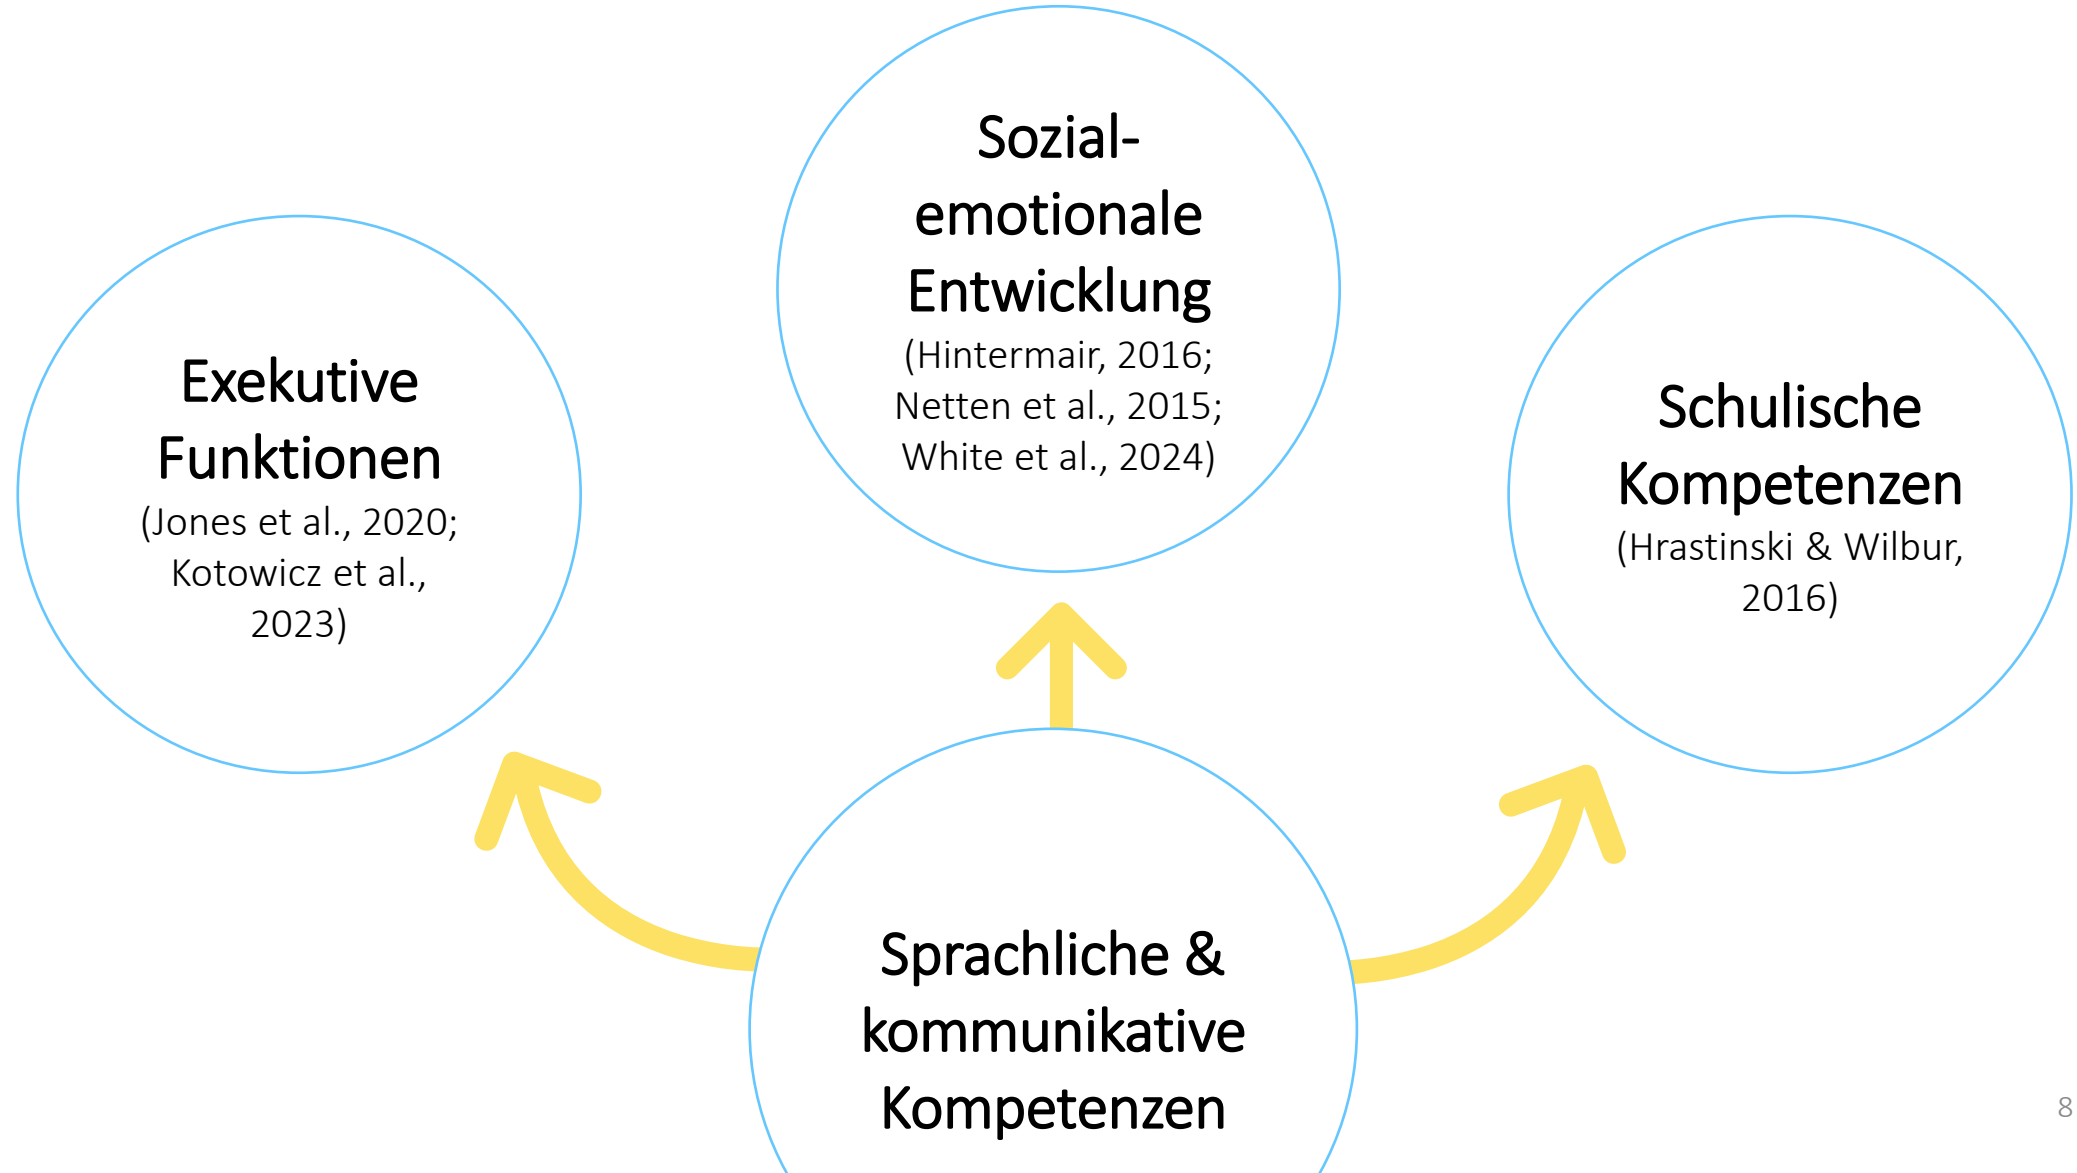 Sozial-
emotionale
Entwicklung
(Hintermair, 2016;
Netten et al., 2015;
White et al., 2024)
Exekutive
Funktionen
(Jones et al., 2020;
Kotowicz et al.,
2023)
Schulische
Kompetenzen
(Hrastinski & Wilbur,
2016)
Sprachliche &
kommunikative
Kompetenzen
8